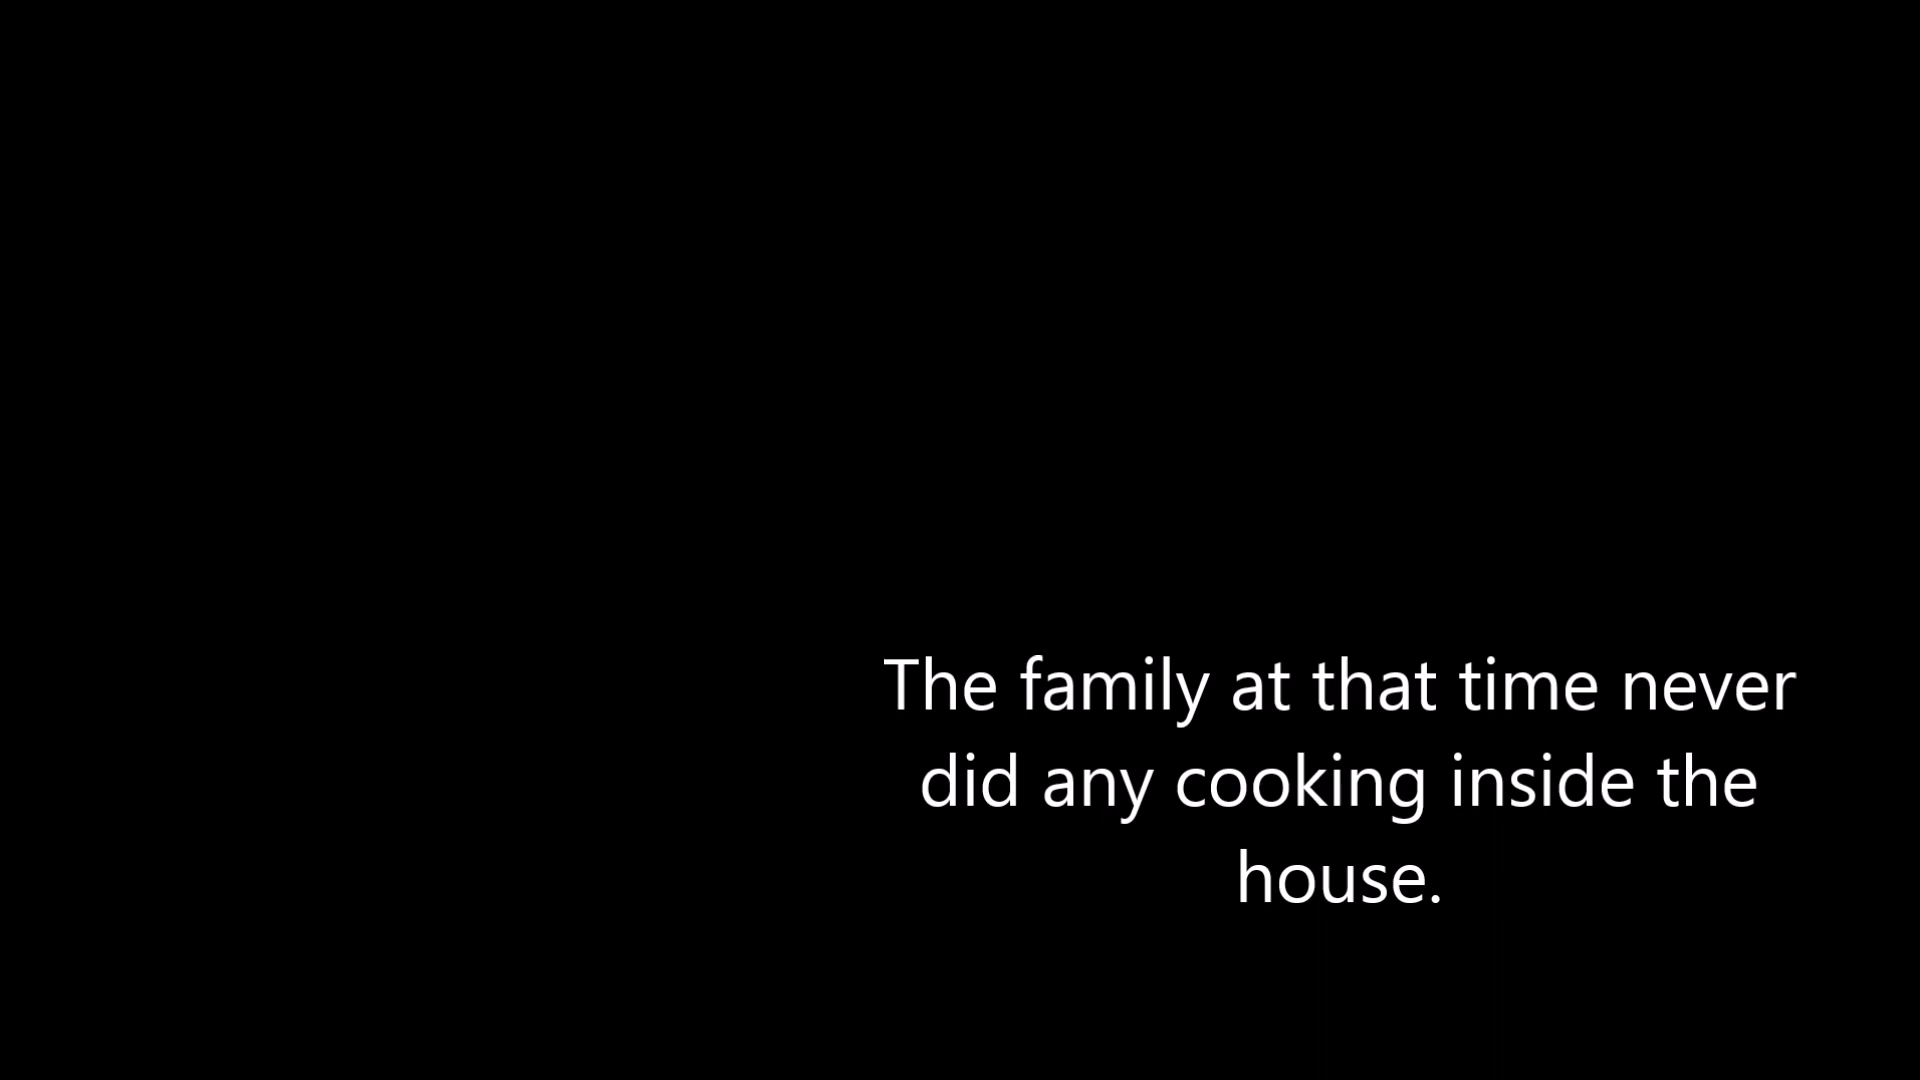 The family at that time never
did any cooking inside the
house.